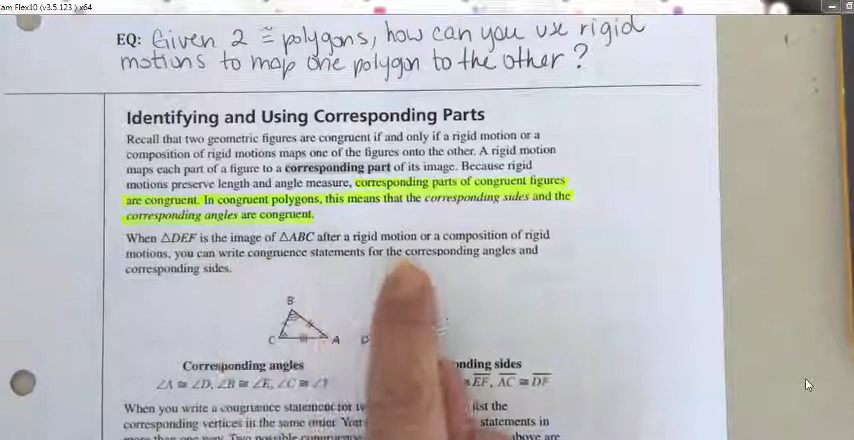 am Flex10 (v3.5.123 ) x64
EQ: Given 2 ≅ polygons, how can you use rigid
motions to map one polygon to the other?
Identifying and Using Corresponding Parts
Recall that two geometric figures are congruent if and only if a rigid motion or a
composition of rigid motions maps one of the figures onto the other. A rigid motion
maps each part of a figure to a corresponding part of its image. Because rigid
motions preserve length and angle measure, corresponding parts of congruent figures
are congruent. In congruent polygons, this means that the corresponding sides and the
corresponding angles are congruent.
When △DEF is the image of △ABC after a rigid motion or a composition of rigid
motions, you can write congruence statements for the corresponding angles and
corresponding sides.
B
C A D
Corresponding angles onding sides
∠A ≅ ∠D, ∠B ≅ ∠E, ∠C ≅ EF, AC ≅ DF
When you write a congruence statement for list the
corresponding vertices in the same order. You statements in
more than one way. Two possible above are